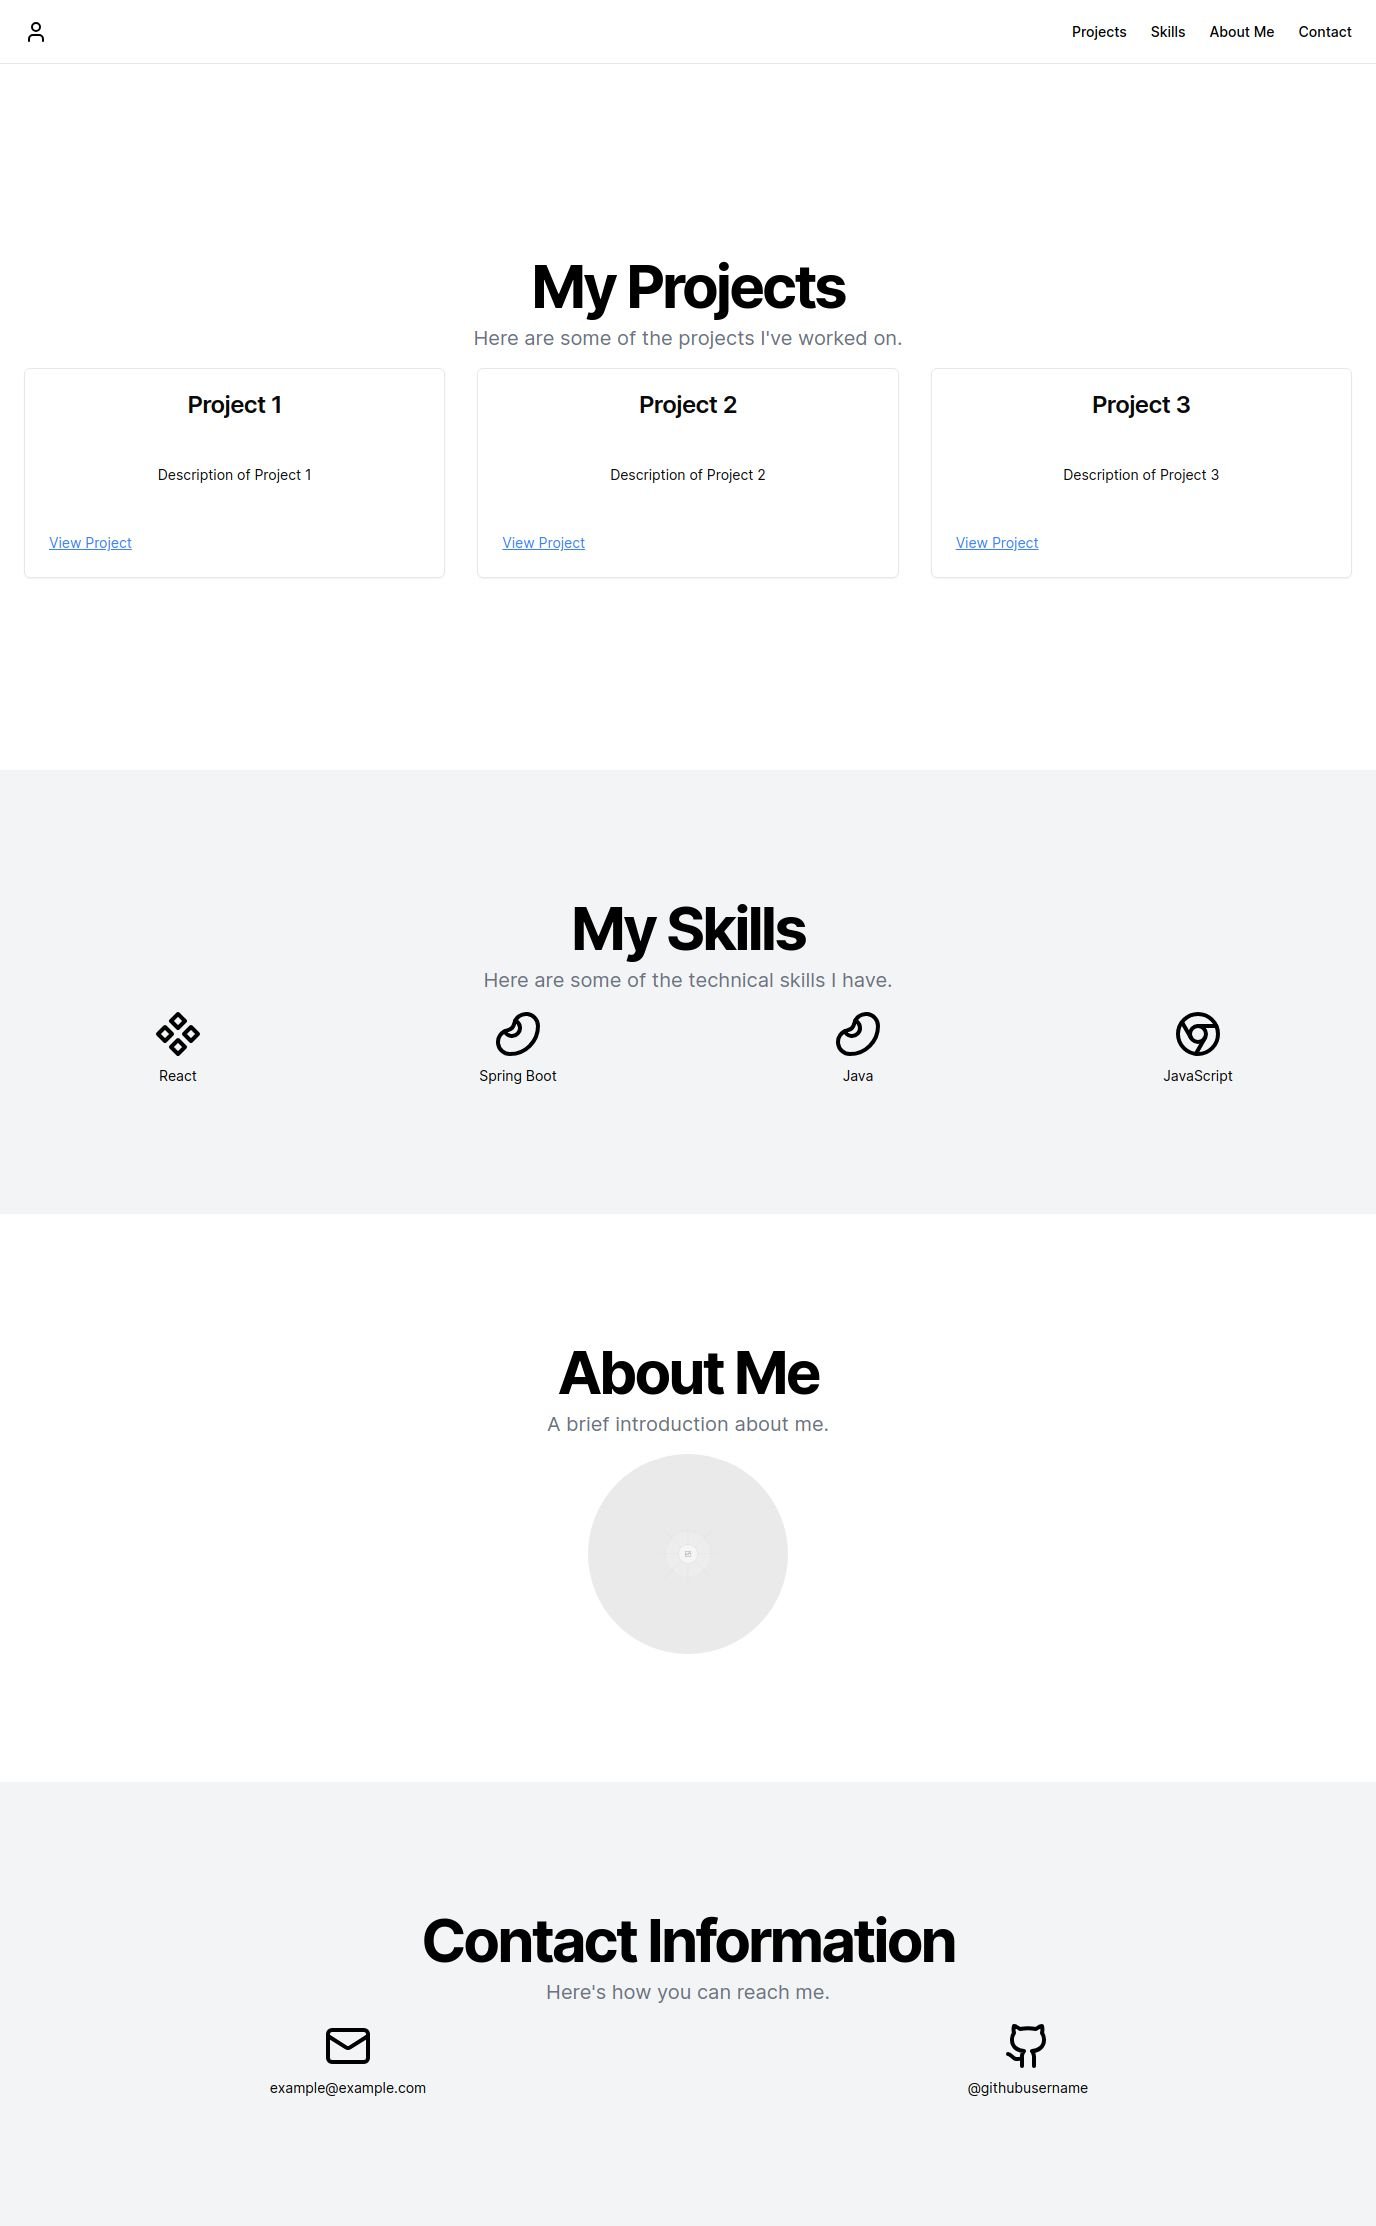 Projects Skills About Me Contact
My Projects
Here are some of the projects I've worked on.
Project 1 Project 2 Project 3
Description of Project 1 Description of Project 2 Description of Project 3
View Project View Project View Project
My Skills
Here are some of the technical skills I have.
React Spring Boot Java JavaScript
About Me
A brief introduction about me.
Contact Information
Here's how you can reach me.
example@example.com @githubusername